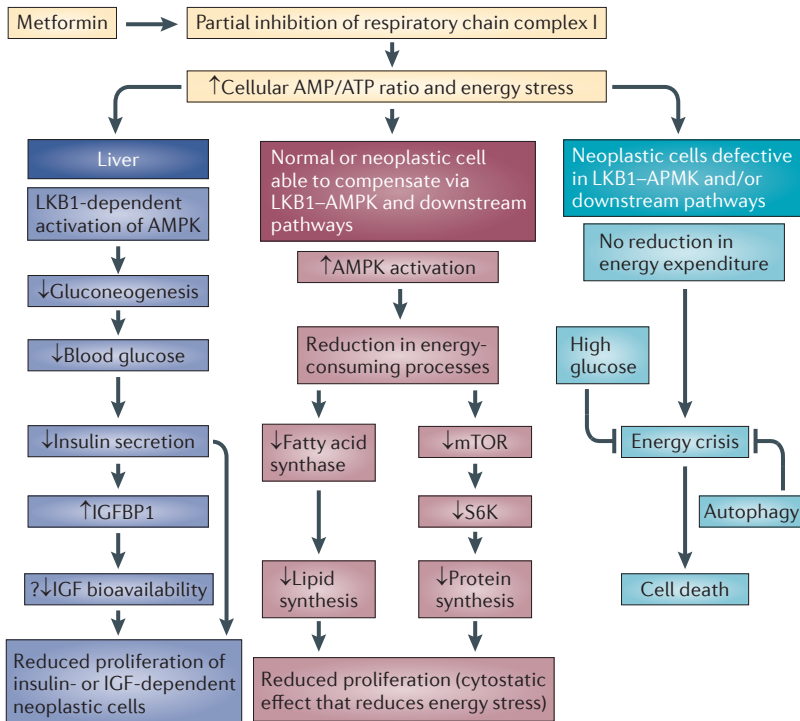 Metformin
Partial inhibition of respiratory chain complex I
↑Cellular AMP/ATP ratio and energy stress
Liver
LKB1-dependent
activation of AMPK
↓Gluconeogenesis
↓Blood glucose
↓Insulin secretion
↑IGFBP1
?↓IGF bioavailability
Reduced proliferation of
insulin- or IGF-dependent
neoplastic cells
Normal or neoplastic cell
able to compensate via
LKB1–AMPK and downstream
pathways
↑AMPK activation
Reduction in energy-
consuming processes
↓Fatty acid
synthase
↓Lipid
synthesis
↓mTOR
↓S6K
↓Protein
synthesis
Reduced proliferation (cytostatic
effect that reduces energy stress)
Neoplastic cells defective
in LKB1–APMK and/or
downstream pathways
No reduction in
energy expenditure
High
glucose
Energy crisis
Autophagy
Cell death